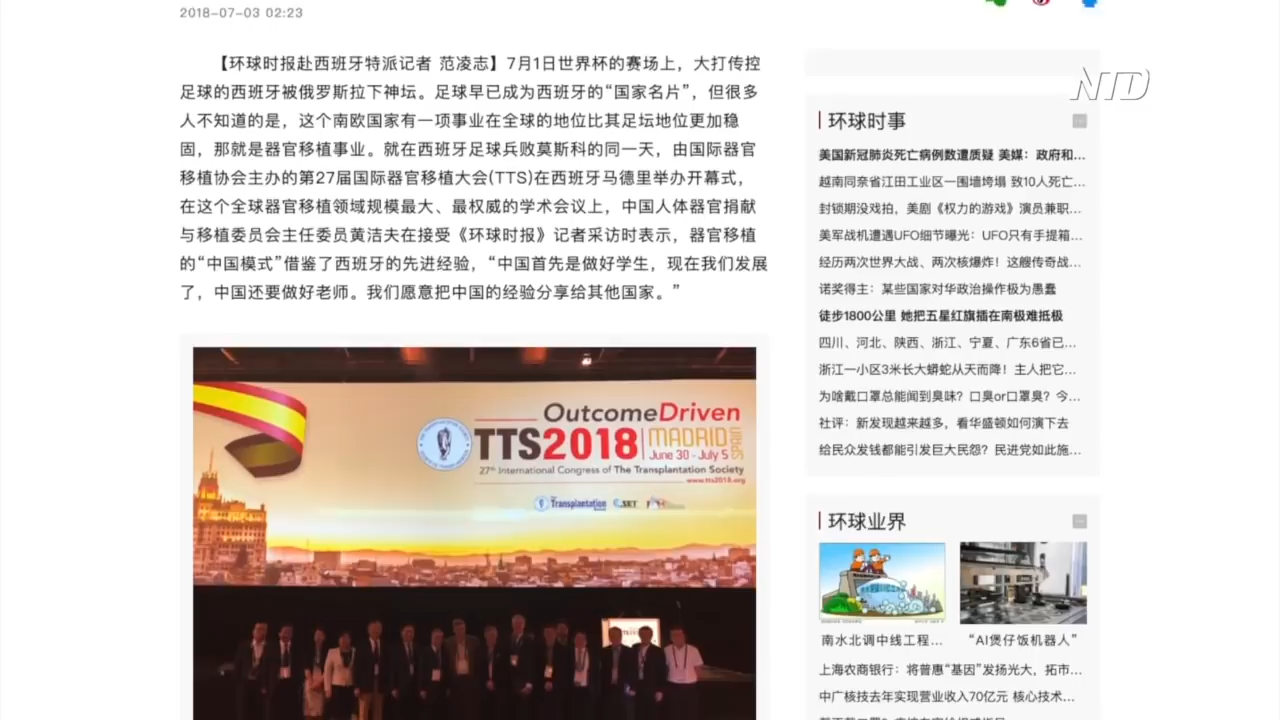 2018-07-03 02:23
【环球时报赴西班牙特派记者 范凌志】7月1日世界杯的赛场上，大打传控
足球的西班牙被俄罗斯拉下神坛。足球早已成为西班牙的“国家名片”，但很多
人不知道的是，这个南欧国家有一项事业在全球的地位比其足坛地位更加稳
固，那就是器官移植事业。就在西班牙足球兵败莫斯科的同一天，由国际器官
移植协会主办的第27届国际器官移植大会(TTS)在西班牙马德里举办开幕式，
在这个全球器官移植领域规模最大、最权威的学术会议上，中国人体器官捐献
与移植委员会主任委员黄洁夫在接受《环球时报》记者采访时表示，器官移植
的“中国模式”借鉴了西班牙的先进经验，“中国首先是做好学生，现在我们发展
了，中国还要做好老师。我们愿意把中国的经验分享给其他国家。”
OutcomeDriven
TTS2018
MADRID
SPAIN
June 30 - July 5
27th International Congress of The Transplantation Society
www.tts2018.org
Transplantation
NTD
环球时事
美国新冠肺炎死亡病例数遭质疑 美媒：政府和...
越南同奈省江田工业区一围墙垮塌 致10人死亡...
封锁期没戏拍，美剧《权力的游戏》演员兼职...
美军战机遭遇UFO细节曝光：UFO只有手提箱...
经历两次世界大战、两次核爆炸！这艘传奇战...
诺奖得主：某些国家对华政治操作极为愚蠢
徒步1800公里 她把五星红旗插在南极难抵极
四川、河北、陕西、浙江、宁夏、广东6省已...
浙江一小区3米长大蟒蛇从天而降！主人把它...
为啥戴口罩总能闻到臭味？口臭or口罩臭？今...
社评：新发现越来越多，看华盛顿如何演下去
给民众发钱都能引发巨大民怨？民进党如此施...
环球业界
南水北调中线工程...
“AI煲仔饭机器人”
上海农商银行：将普惠“基因”发扬光大，拓市...
中广核技去年实现营业收入70亿元 核心技术...